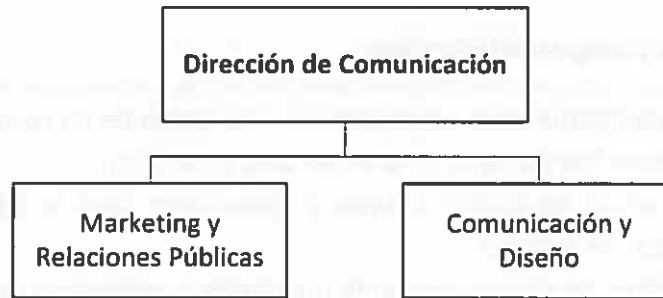 Dirección de Comunicación
Marketing y
Relaciones Públicas
Comunicación y
Diseño